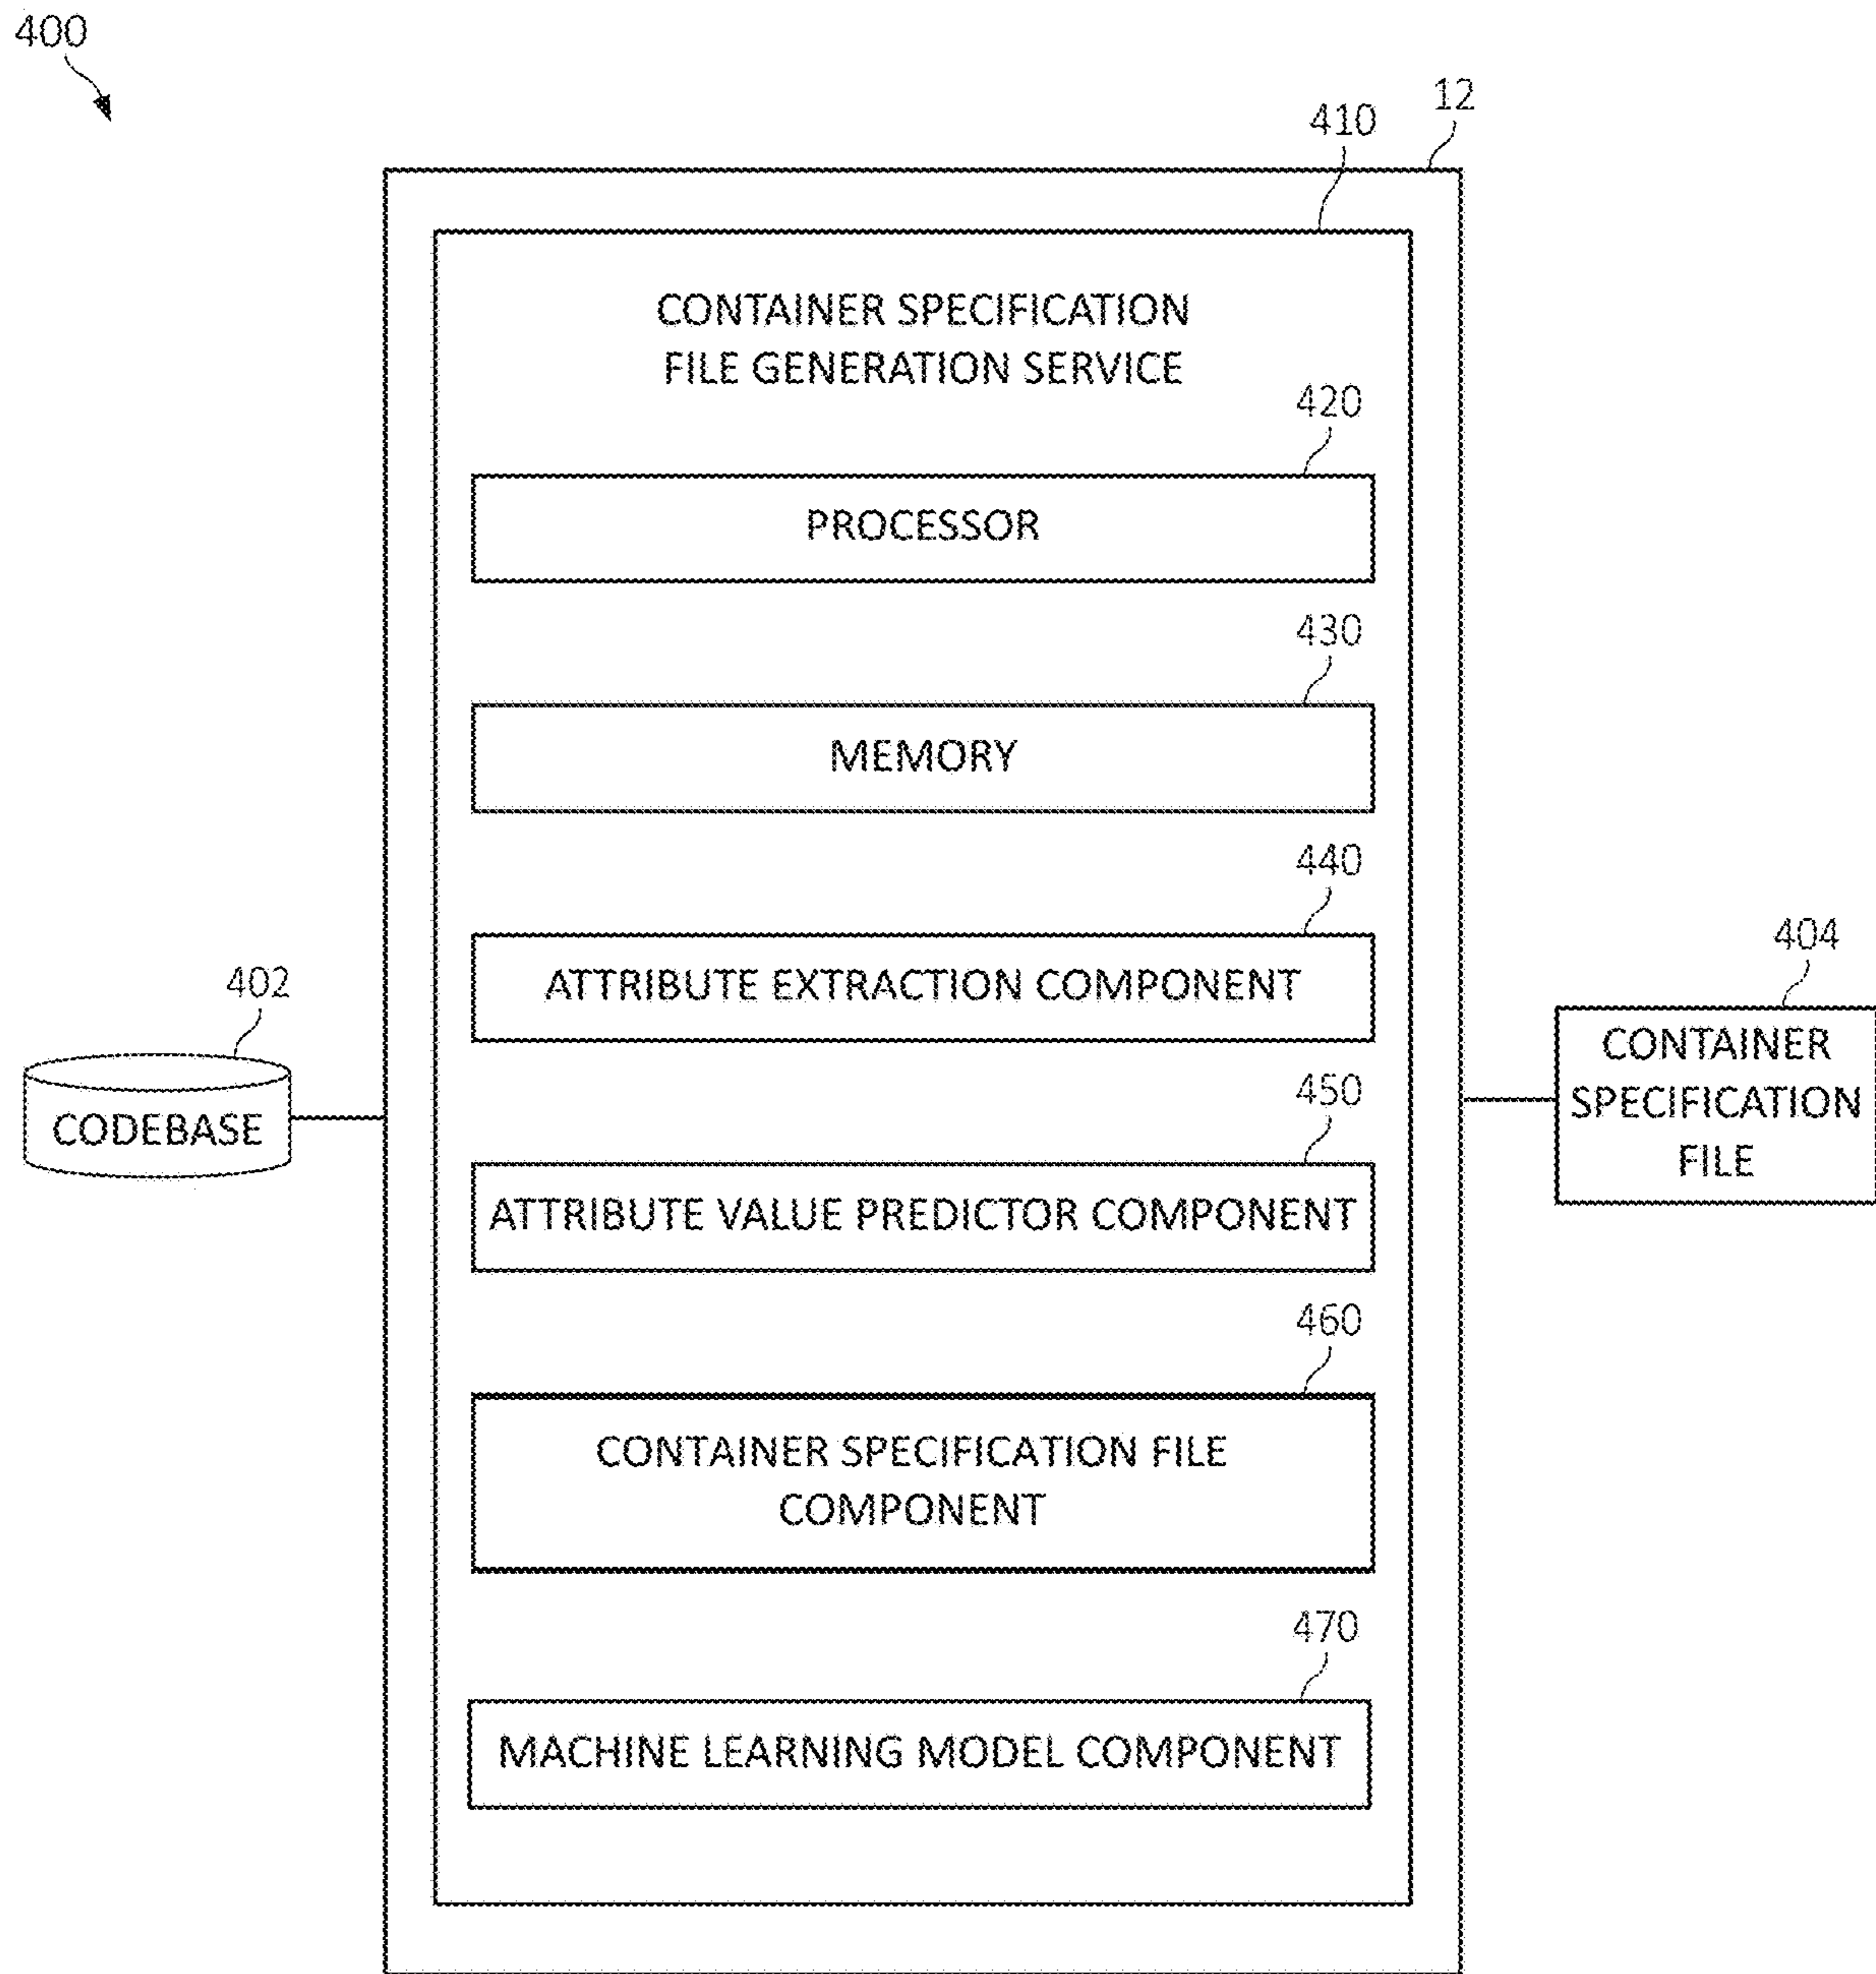 400
12
410
CONTAINER SPECIFICATION
FILE GENERATION SERVICE
420
PROCESSOR
430
MEMORY
440
ATTRIBUTE EXTRACTION COMPONENT
402
CODEBASE
404
CONTAINER
SPECIFICATION
FILE
450
ATTRIBUTE VALUE PREDICTOR COMPONENT
460
CONTAINER SPECIFICATION FILE
COMPONENT
470
MACHINE LEARNING MODEL COMPONENT